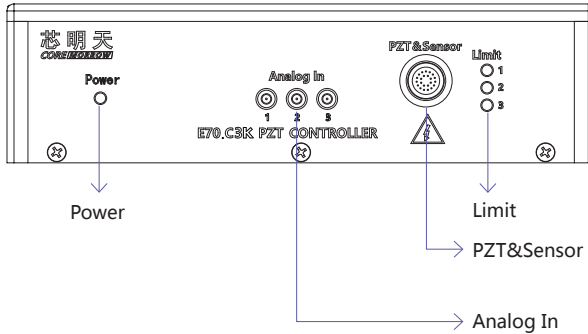 芯明天
COREMORROW
Power
Analog In
1 2 3
E70.C3K PZT CONTROLLER
PZT&Sensor
Limit
1
2
3
Power
Limit
PZT&Sensor
Analog In